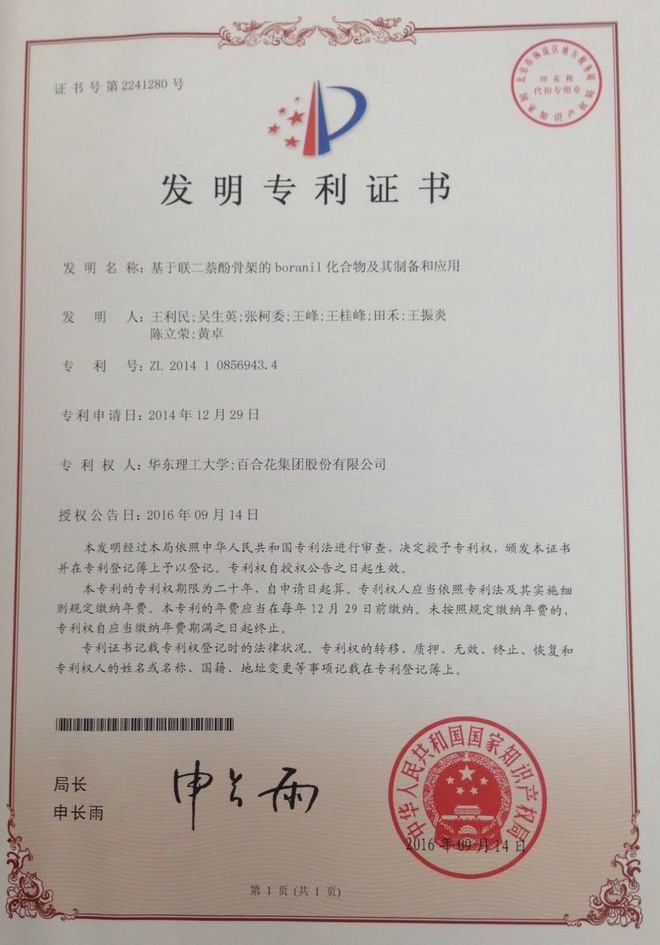 证书号第2241280号
印花税
代扣专用章
发明专利证书
发明名称：基于联二萘酚骨架的boranil化合物及其制备和应用
发明人：王利民;吴生英;张柯委;王峰;王桂峰;田禾;王振炎
陈立荣;黄卓
专利号：ZL 2014 1 0856943.4
专利申请日：2014年12月29日
专利权人：华东理工大学;百合花集团股份有限公司
授权公告日：2016年09月14日
本发明经过本局依照中华人民共和国专利法进行审查，决定授予专利权，颁发本证书
并在专利登记簿上予以登记。专利权自授权公告之日起生效。
本专利的专利权期限为二十年，自申请日起算。专利权人应当依照专利法及其实施细
则规定缴纳年费。本专利的年费应当在每年12月29日前缴纳。未按照规定缴纳年费的，
专利权自应当缴纳年费期满之日起终止。
专利证书记载专利权登记时的法律状况。专利权的转移、质押、无效、终止、恢复和
专利权人的姓名或名称、国籍、地址变更等事项记载在专利登记簿上。
局长
申长雨
申长雨
中华人民共和国国家知识产权局
2016年09月14日
第1页（共1页）